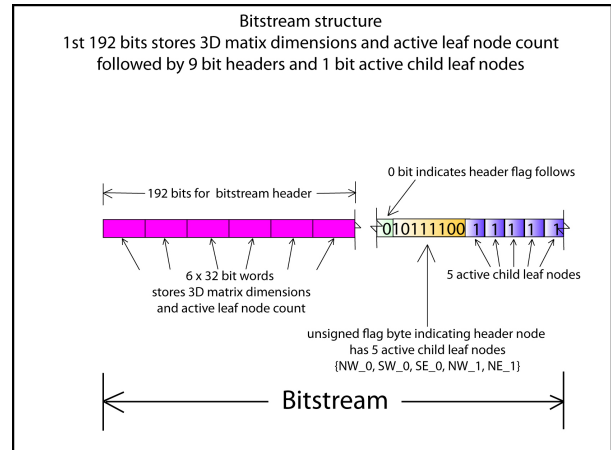 Bitstream structure
1st 192 bits stores 3D matix dimensions and active leaf node count
followed by 9 bit headers and 1 bit active child leaf nodes
0 bit indicates header flag follows
192 bits for bitstream header
010111100 1 1 1 1 1
6 x 32 bit words
stores 3D matrix dimensions
and active leaf node count
5 active child leaf nodes
unsigned flag byte indicating header node
has 5 active child leaf nodes
{NW_0, SW_0, SE_0, NW_1, NE_1}
Bitstream